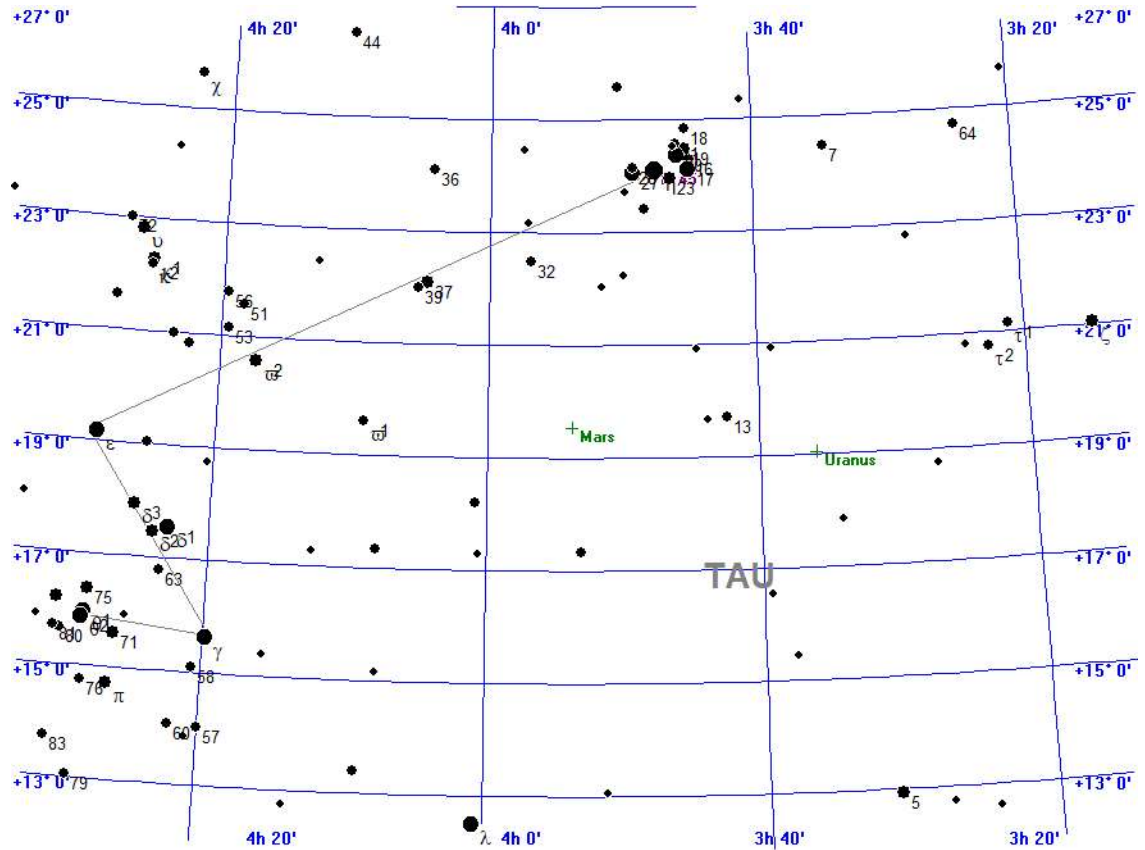 +27° 0'
4h 20'
4h 0'
3h 40'
3h 20'
+27° 0'
44
χ
+25° 0'
+25° 0'
18
64
7
36
17
27
23
+23° 0'
+23° 0'
υ
32
37
39
56
51
53
+21° 0'
+21° 0'
τ1
τ2
ϖ2
ϖ1
13
Mars
+19° 0'
+19° 0'
ε
Uranus
δ3
δ2
δ1
+17° 0'
+17° 0'
63
TAU
75
71
γ
58
+15° 0'
+15° 0'
76
π
60
57
83
79
+13° 0'
+13° 0'
5
4h 20'
λ
4h 0'
3h 40'
3h 20'